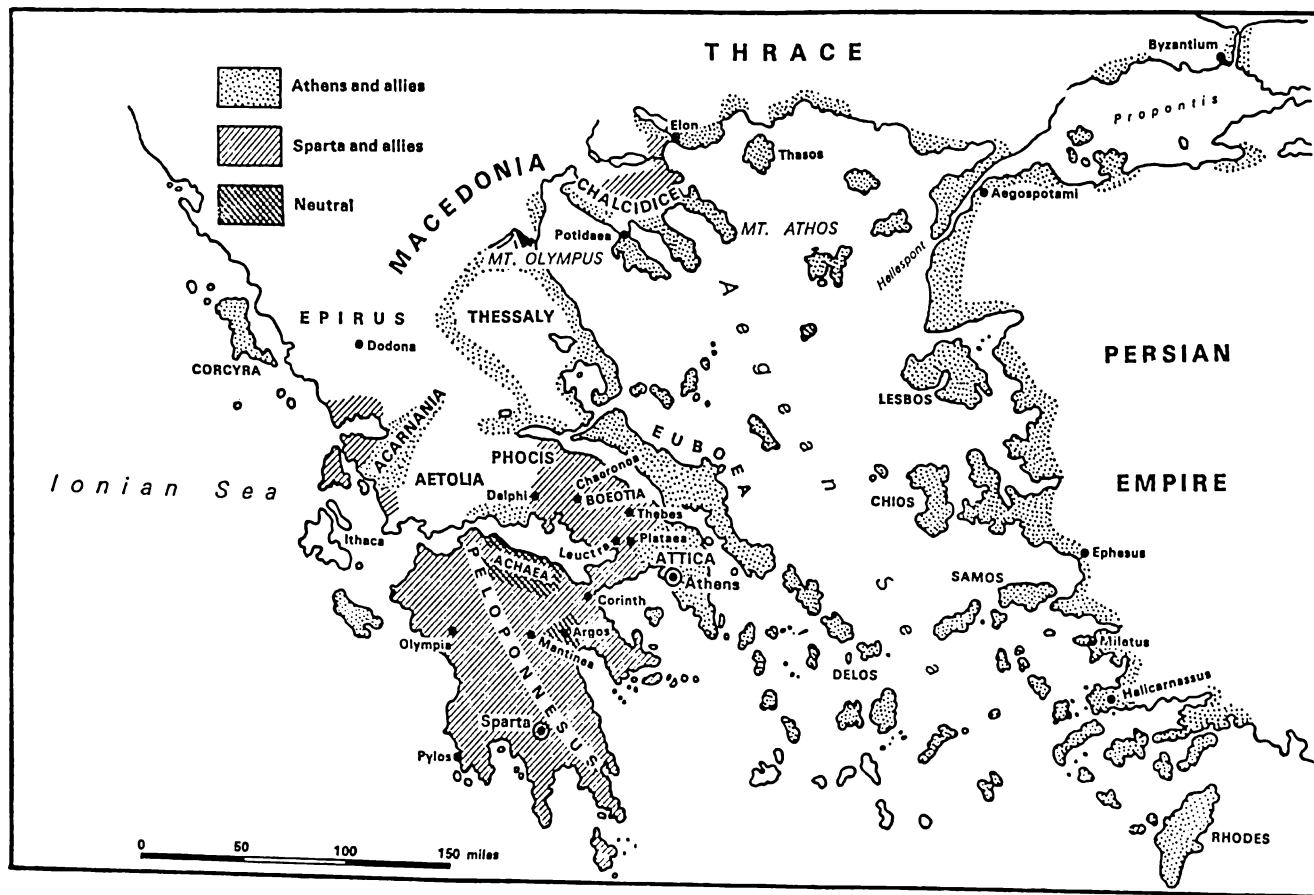 THRACE
Byzantium
Athens and allies
Propontis
Sparta and allies
Eion
Thasos
Neutral
MACEDONIA
CHALCIDICE
Aegospotami
Potidaea
MT. ATHOS
MT. OLYMPUS
Hellespont
Aegean Sea
EPIRUS
THESSALY
Dodona
PERSIAN
CORCYRA
LESBOS
ACARNANIA
EUBOEA
PHOCIS
Chaeronea
AETOLIA
Ionian Sea
EMPIRE
Delphi
BOEOTIA
CHIOS
Thebes
Ithaca
Leuctra
Plataea
ATTICA
Ephesus
ACHAEA
Athens
SAMOS
PELOPONNESUS
Corinth
Olympia
Mantinea
Argos
Miletus
DELOS
Halicarnassus
Sparta
Pylos
RHODES
0 50 100 150 miles